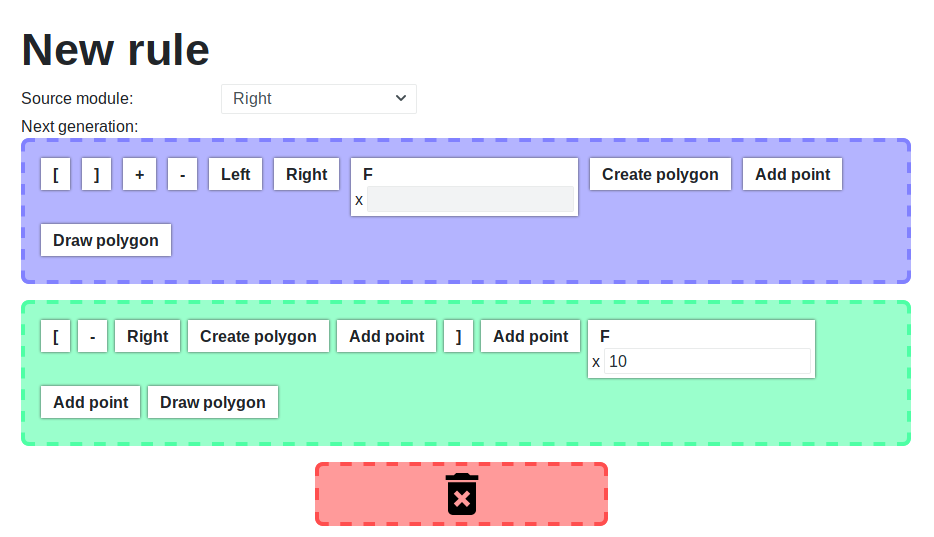 New rule
Source module: Right
Next generation:
[ ] + - Left Right F Create polygon Add point
x
Draw polygon
[ - Right Create polygon Add point ] Add point F
x 10
Add point Draw polygon